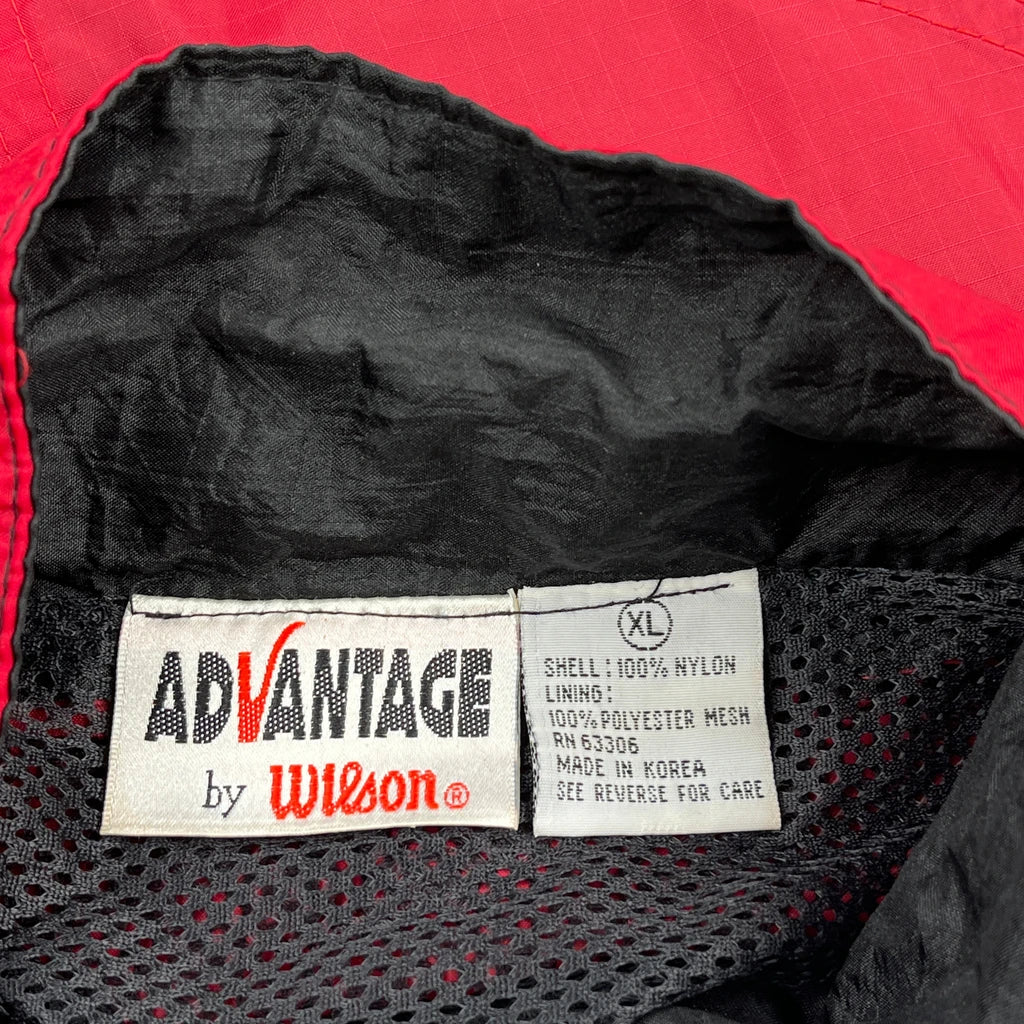 ADVANTAGE
by Wilson®
XL
SHELL: 100% NYLON
LINING:
100% POLYESTER MESH
RN 63306
MADE IN KOREA
SEE REVERSE FOR CARE